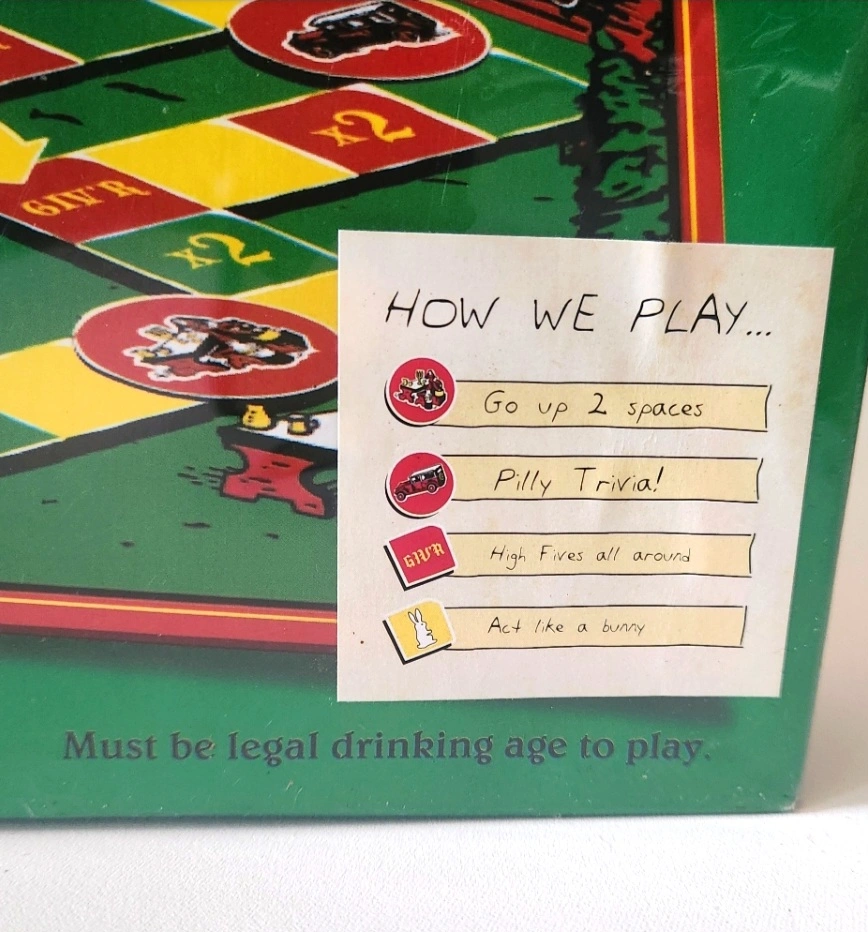 x2
GIV'R
x2
HOW WE PLAY...
Go up 2 spaces
Pilly Trivia!
GIV'R
High Fives all around
Act like a bunny
Must be legal drinking age to play.